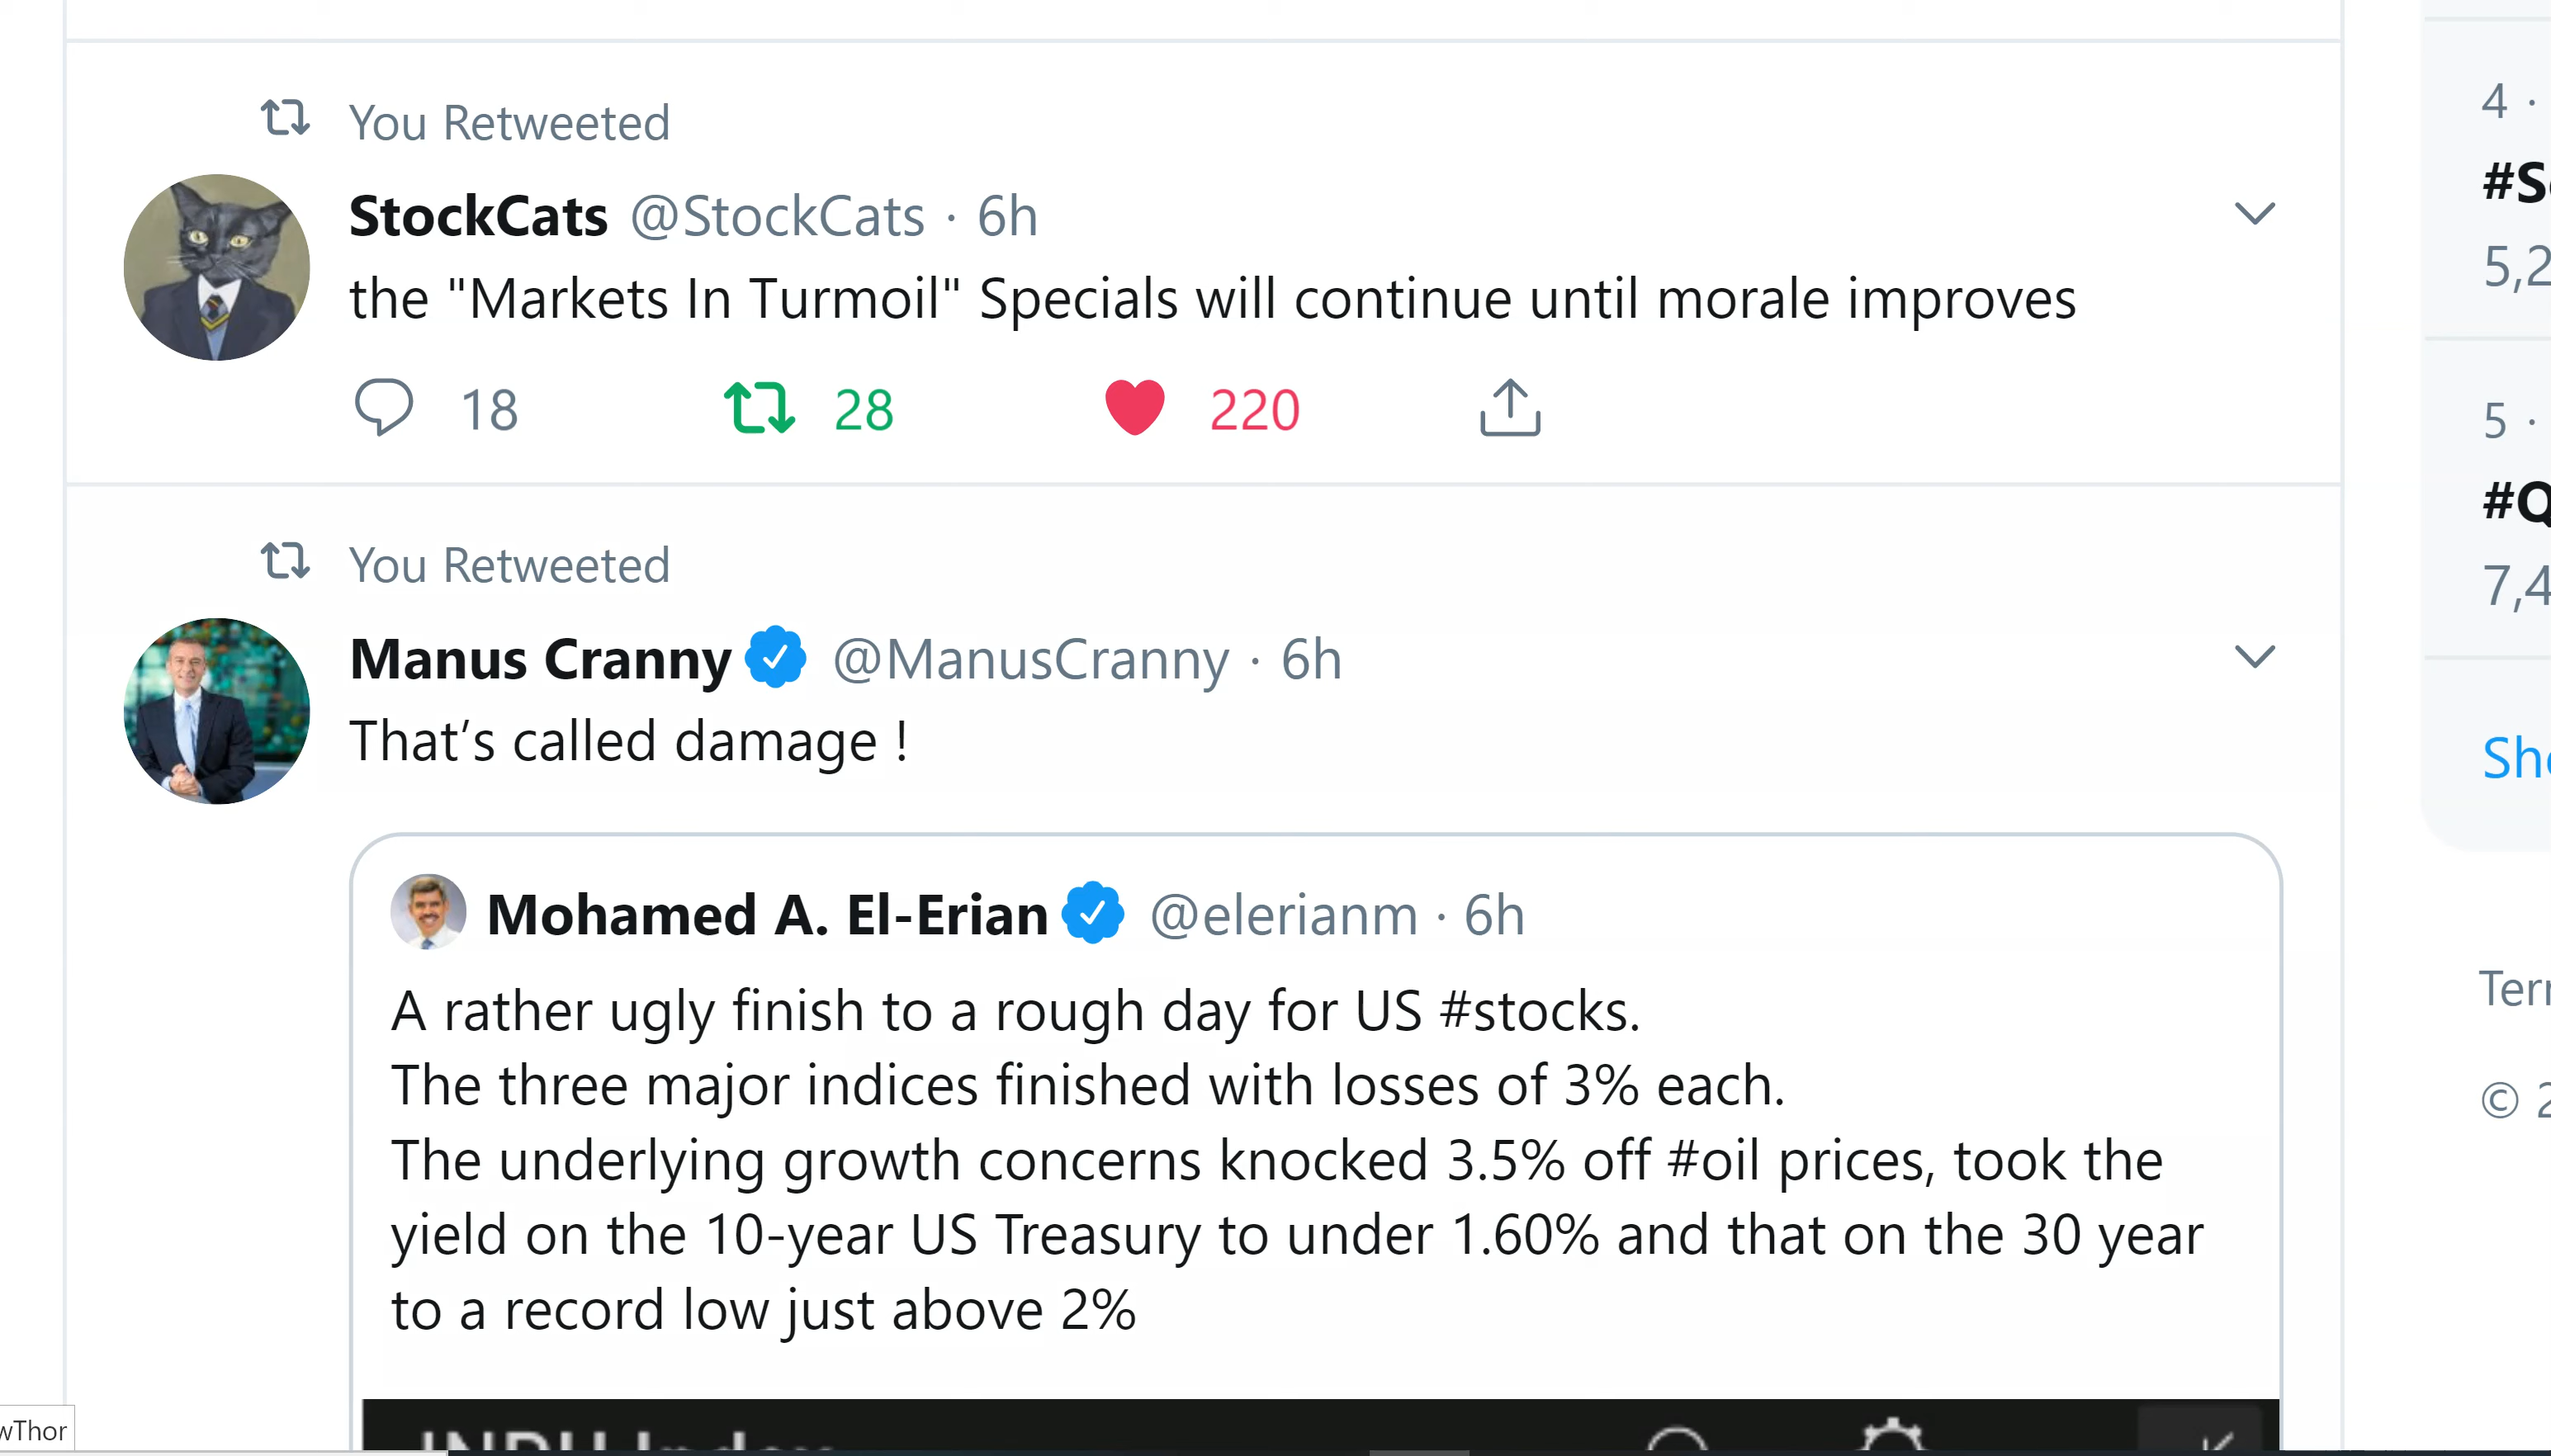 You Retweeted
StockCats @StockCats · 6h
the "Markets In Turmoil" Specials will continue until morale improves
18 28 220
You Retweeted
Manus Cranny @ManusCranny · 6h
That’s called damage !
Mohamed A. El-Erian @elerianm · 6h
A rather ugly finish to a rough day for US #stocks.
The three major indices finished with losses of 3% each.
The underlying growth concerns knocked 3.5% off #oil prices, took the
yield on the 10-year US Treasury to under 1.60% and that on the 30 year
to a record low just above 2%
wThor
4 ·
#S
5,2
5 ·
#Q
7,4
Sh
Ter
© 2